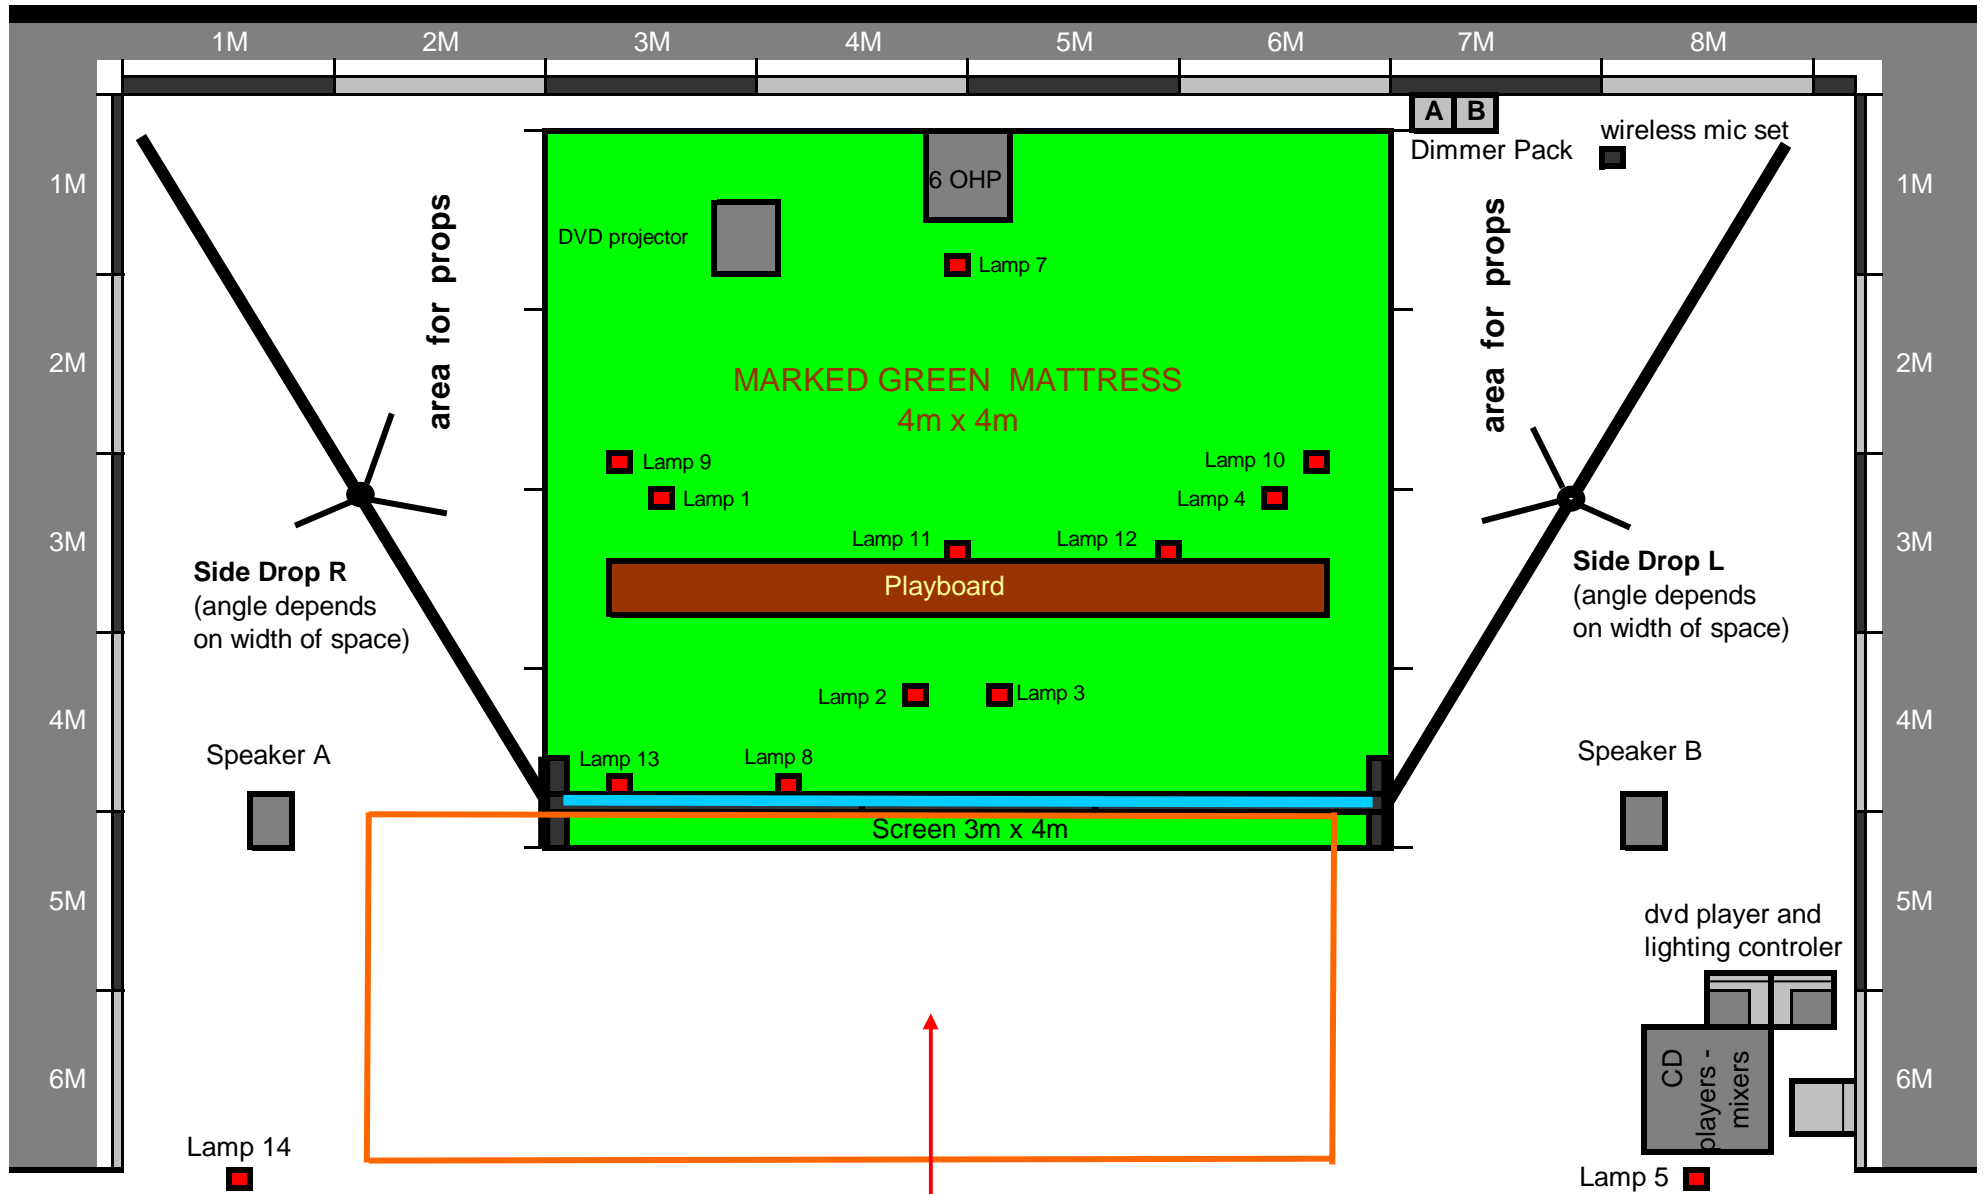 1M 2M 3M 4M 5M 6M 7M 8M
A B
wireless mic set
Dimmer Pack
6 OHP
1M
1M
area for props
area for props
DVD projector
Lamp 7
2M
2M
MARKED GREEN MATTRESS
4m x 4m
Lamp 9
Lamp 10
Lamp 1
Lamp 4
3M
3M
Lamp 11
Lamp 12
Playboard
Side Drop R
(angle depends
on width of space)
Side Drop L
(angle depends
on width of space)
Lamp 2
Lamp 3
4M
4M
Speaker A
Speaker B
Lamp 13
Lamp 8
Screen 3m x 4m
5M
5M
dvd player and
lighting controler
6M
6M
CD
players -
mixers
Lamp 14
Lamp 5